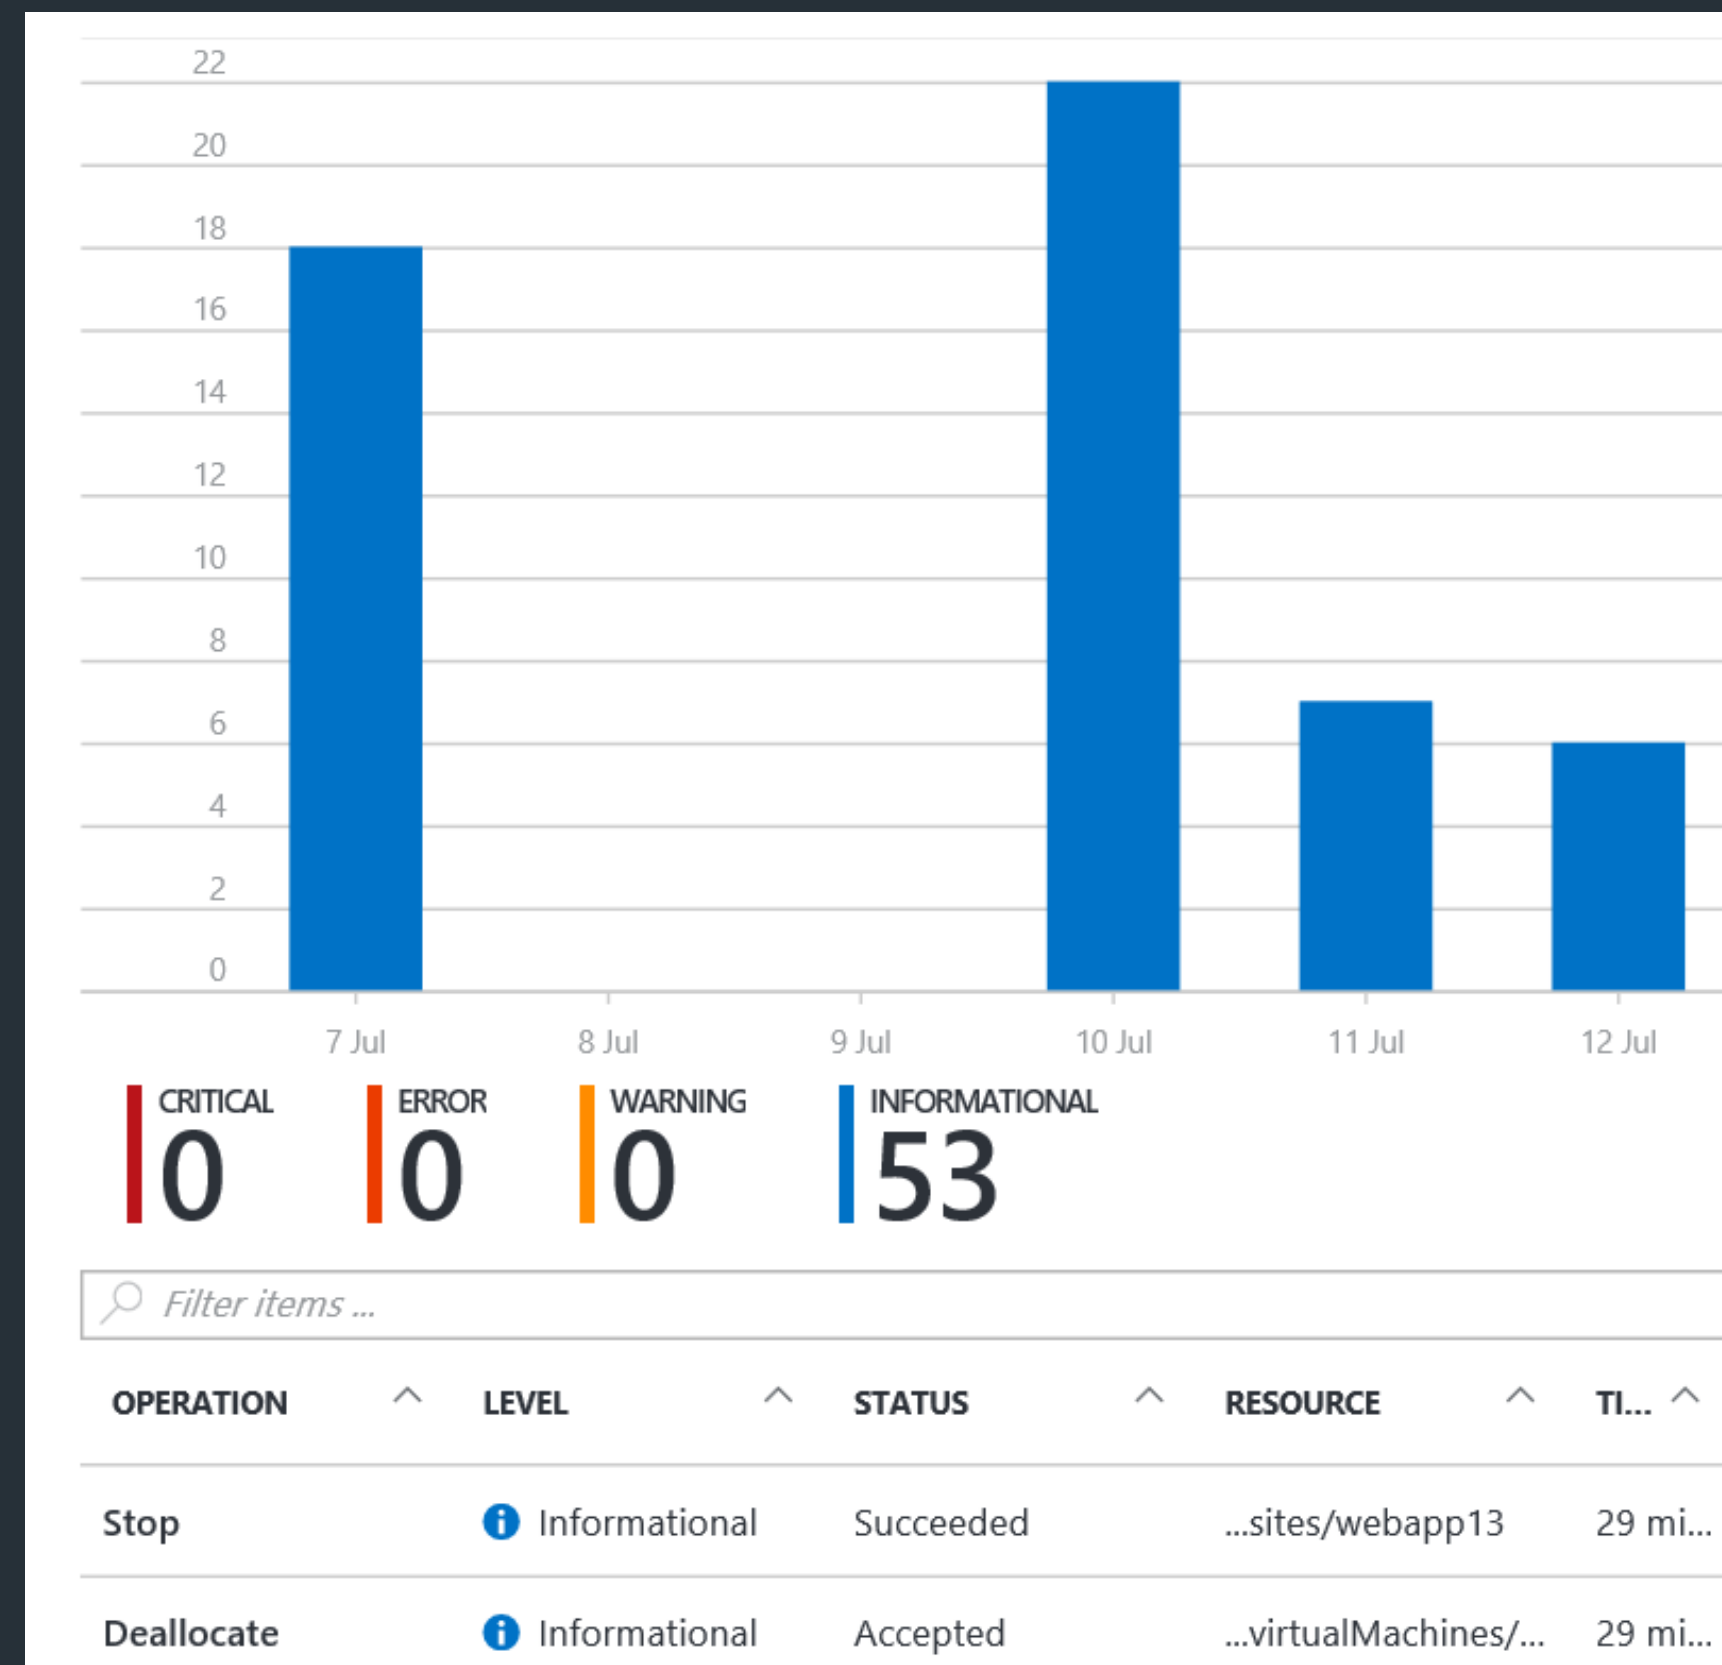 22
20
18
16
14
12
10
8
6
4
2
0
7 Jul 8 Jul 9 Jul 10 Jul 11 Jul 12 Jul
CRITICAL ERROR WARNING INFORMATIONAL
0 0 0 53
Filter items ...
OPERATION LEVEL STATUS RESOURCE TI...
Stop Informational Succeeded ...sites/webapp13 29 mi...
Deallocate Informational Accepted ...virtualMachines/... 29 mi...